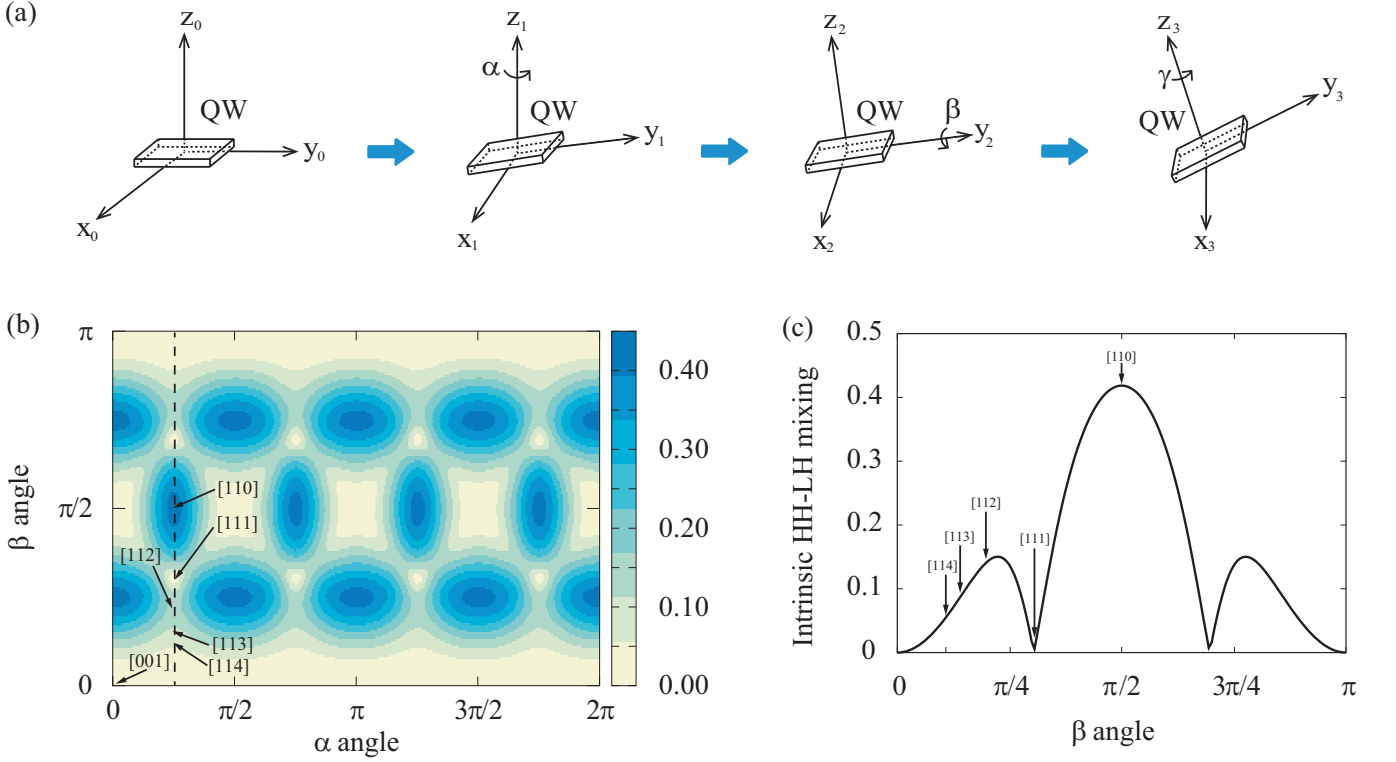 (a)
z₀
QW
y₀
x₀
z₁
α
QW
y₁
x₁
z₂
QW
β
y₂
x₂
z₃
γ
QW
y₃
x₃
(b)
β angle
π
π/2
0
[110]
[111]
[112]
[113]
[114]
[001]
0 π/2 π 3π/2 2π
α angle
0.40
0.30
0.20
0.10
0.00
(c)
Intrinsic HH-LH mixing
0.5
0.4
0.3
0.2
0.1
0
[110]
[112]
[113]
[111]
[114]
0 π/4 π/2 3π/4 π
β angle